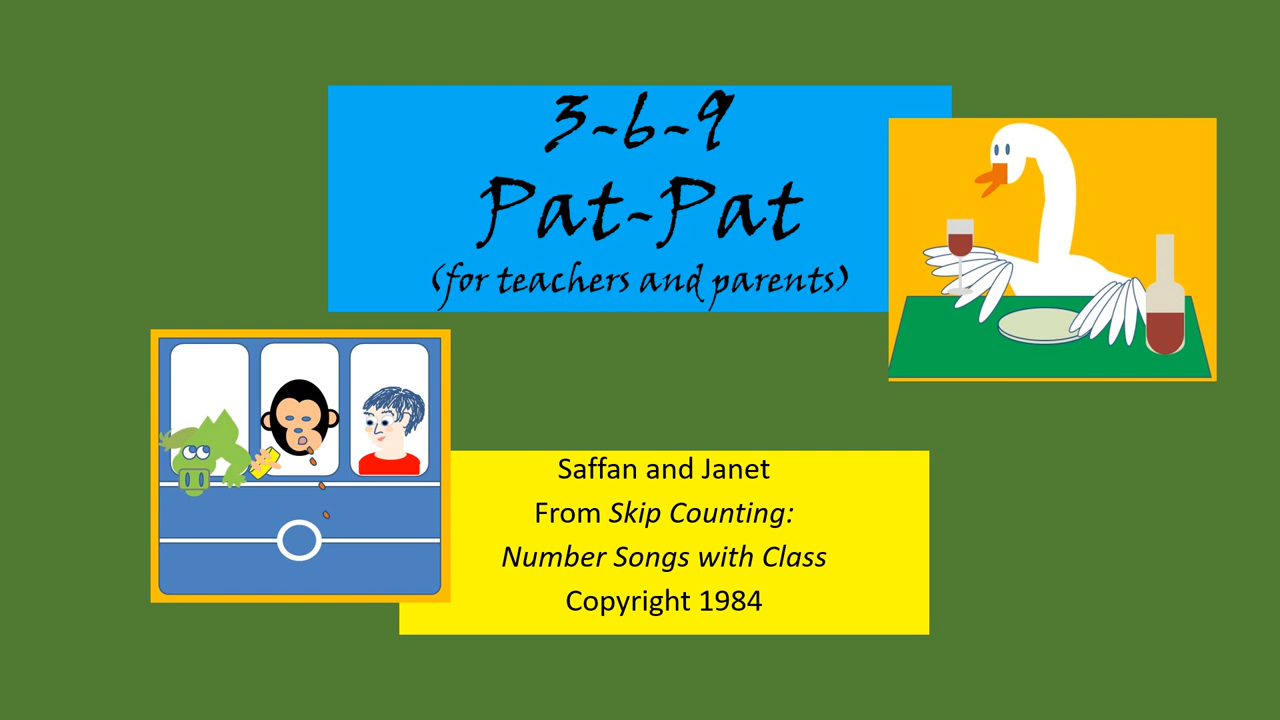 3-6-9
Pat-Pat
(for teachers and parents)
Saffan and Janet
From Skip Counting:
Number Songs with Class
Copyright 1984